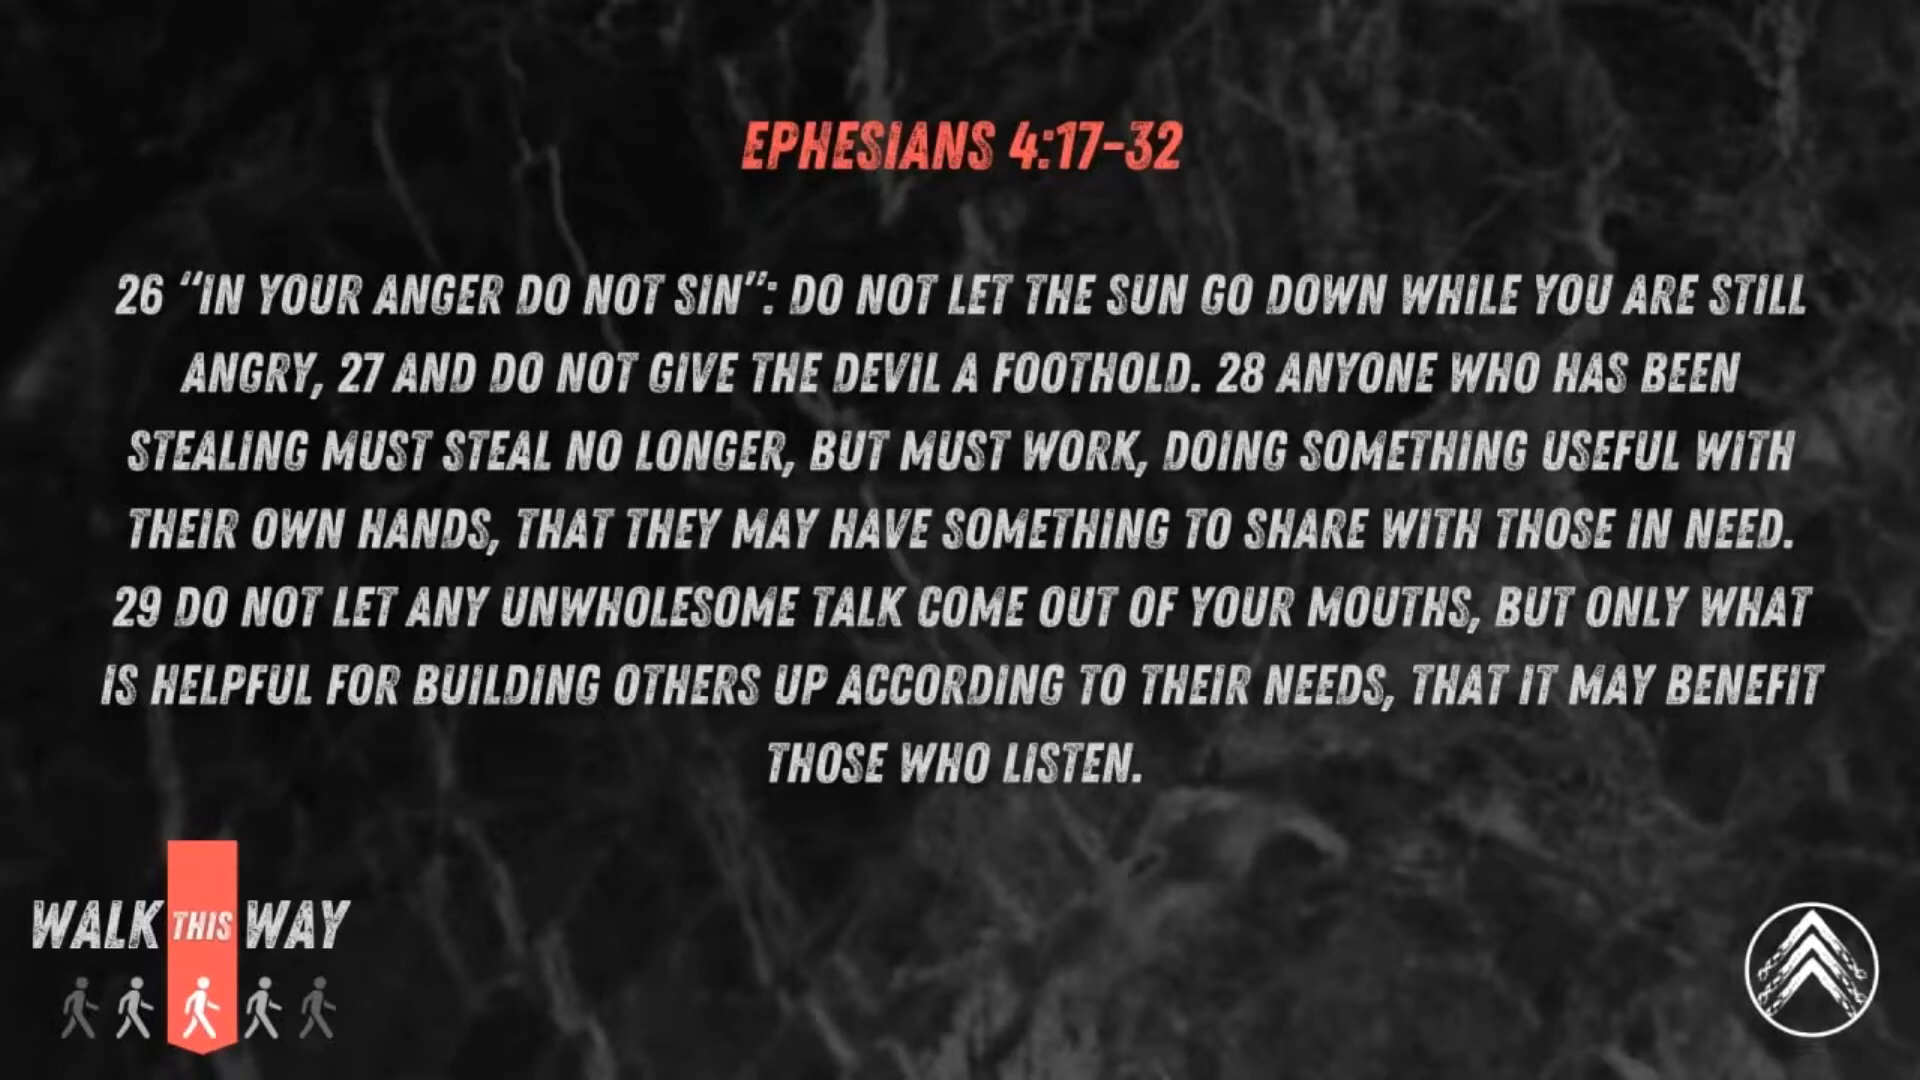 EPHESIANS 4:17-32
26 “IN YOUR ANGER DO NOT SIN”: DO NOT LET THE SUN GO DOWN WHILE YOU ARE STILL
ANGRY, 27 AND DO NOT GIVE THE DEVIL A FOOTHOLD. 28 ANYONE WHO HAS BEEN
STEALING MUST STEAL NO LONGER, BUT MUST WORK, DOING SOMETHING USEFUL WITH
THEIR OWN HANDS, THAT THEY MAY HAVE SOMETHING TO SHARE WITH THOSE IN NEED.
29 DO NOT LET ANY UNWHOLESOME TALK COME OUT OF YOUR MOUTHS, BUT ONLY WHAT
IS HELPFUL FOR BUILDING OTHERS UP ACCORDING TO THEIR NEEDS, THAT IT MAY BENEFIT
THOSE WHO LISTEN.
WALK THIS WAY